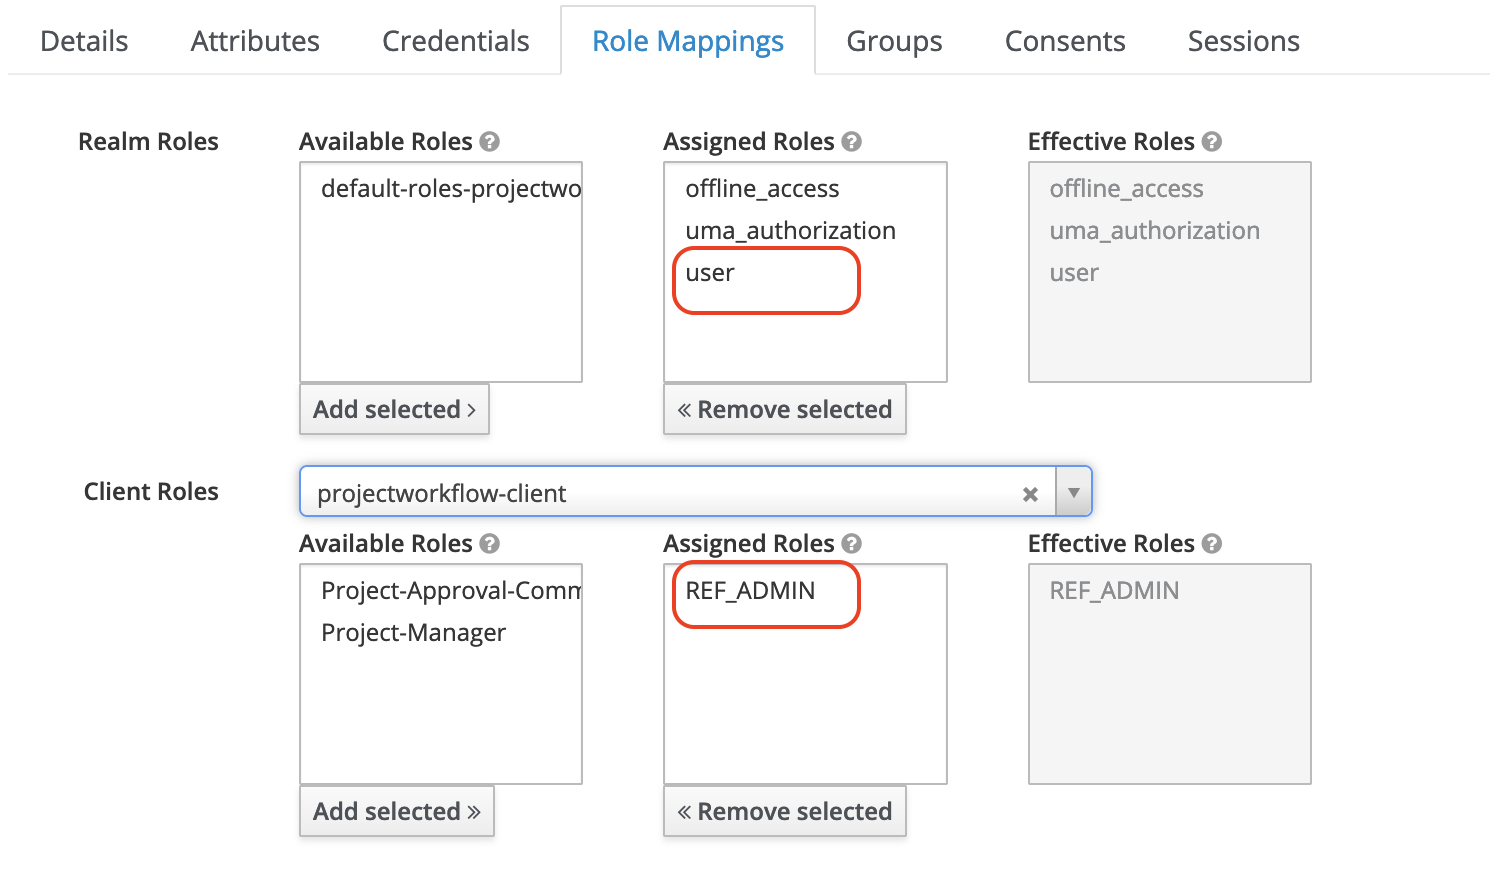 Details Attributes Credentials Role Mappings Groups Consents Sessions
Realm Roles
Available Roles
default-roles-projectwo
Add selected
Assigned Roles
offline_access
uma_authorization
user
Remove selected
Effective Roles
offline_access
uma_authorization
user
Client Roles
projectworkflow-client
Available Roles
Project-Approval-Comm
Project-Manager
Add selected
Assigned Roles
REF_ADMIN
Remove selected
Effective Roles
REF_ADMIN